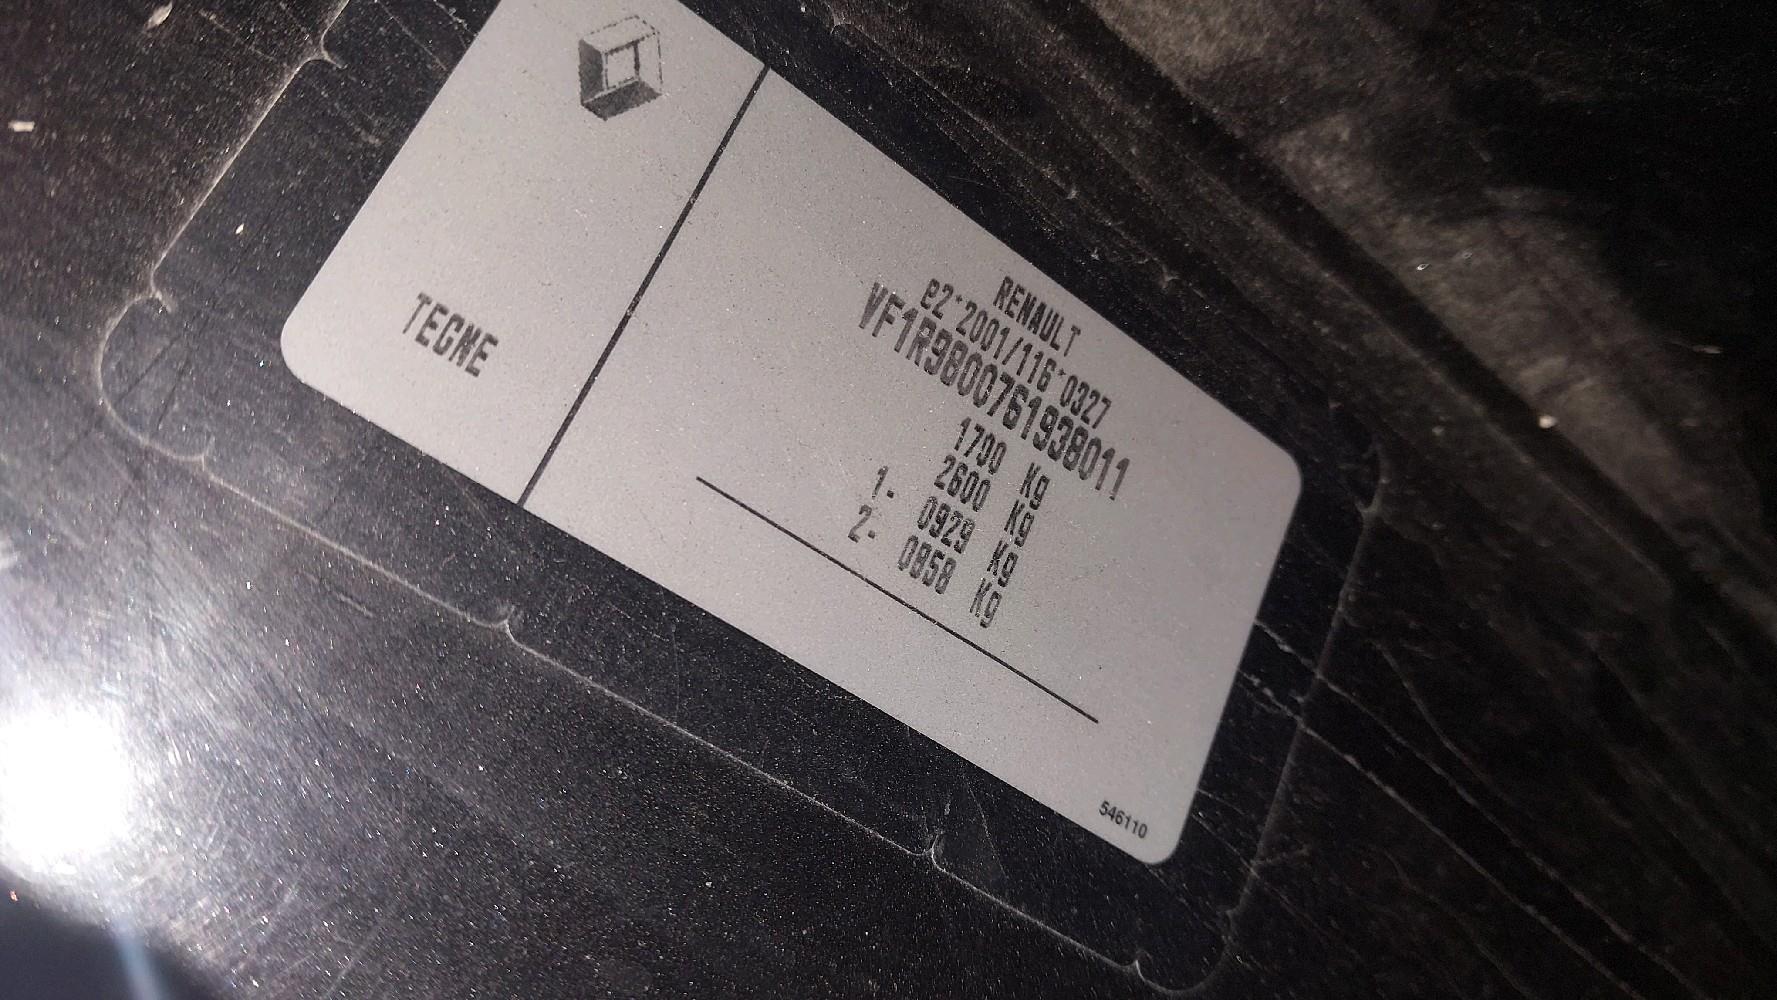 RENAULT
e2*2001/116*0327
VF1R9800761938011
1790 Kg
2600 Kg
1- 0929 Kg
2- 0858 Kg
TECNE
546110